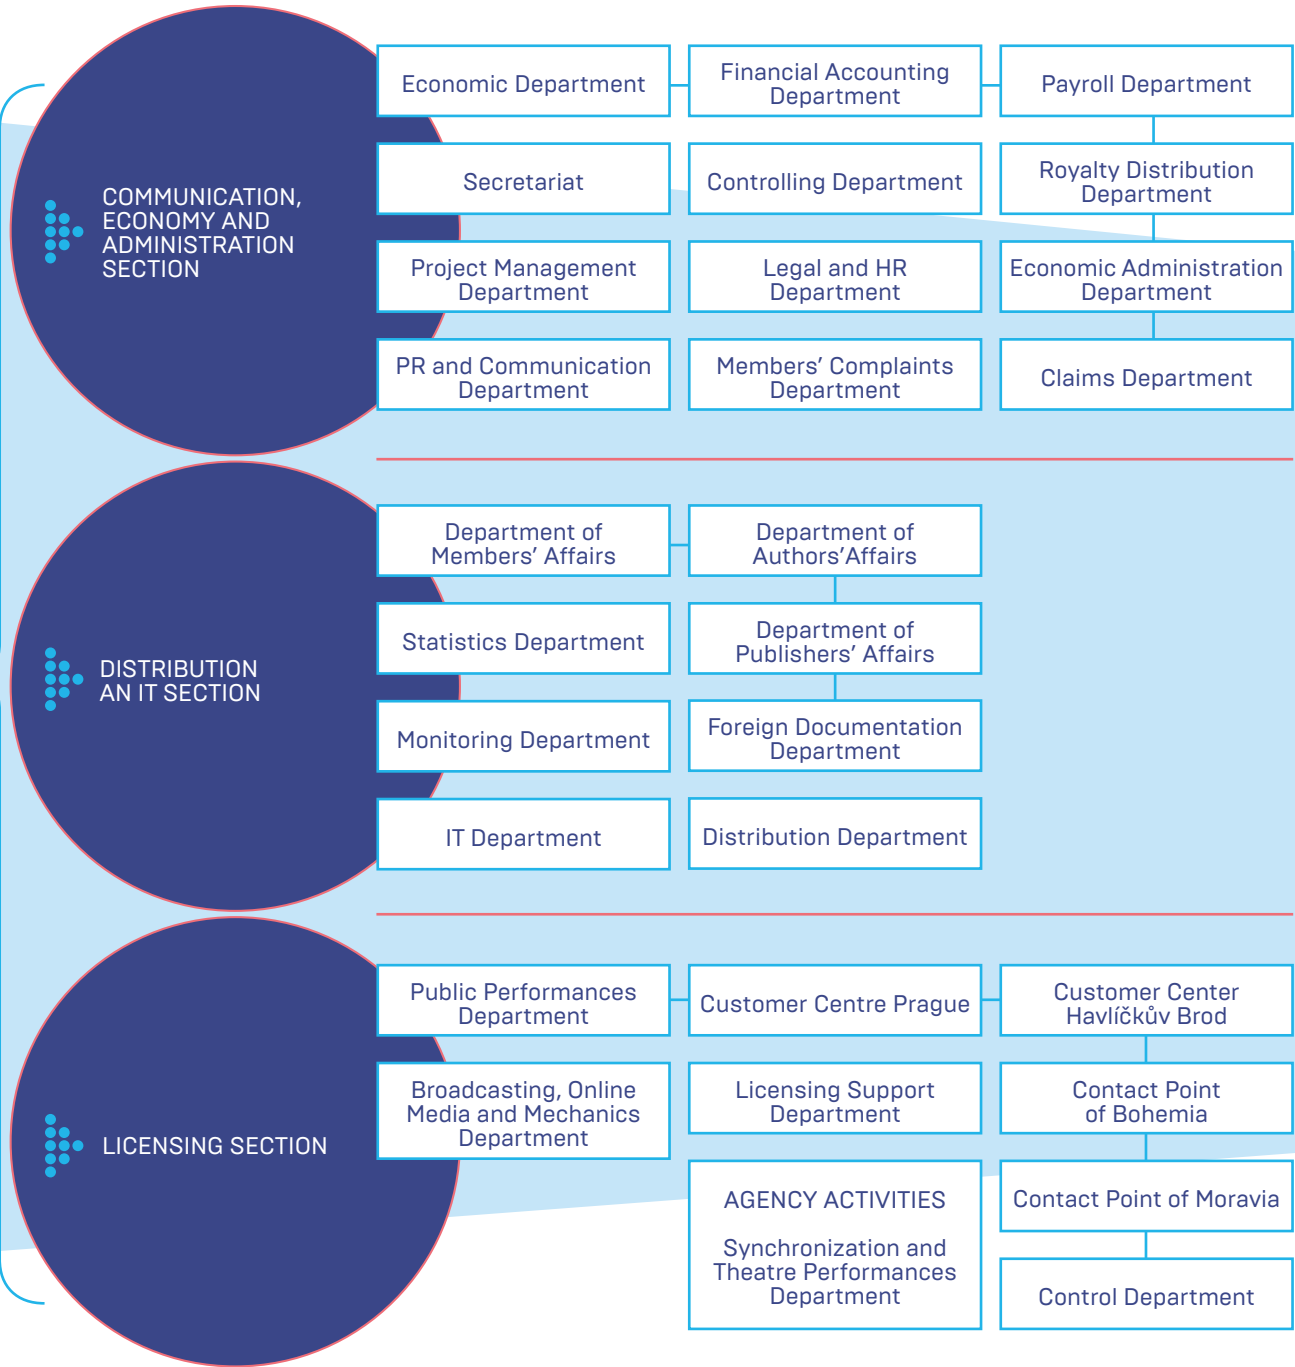 COMMUNICATION,
ECONOMY AND
ADMINISTRATION
SECTION
Economic Department
Financial Accounting
Department
Payroll Department
Secretariat
Controlling Department
Royalty Distribution
Department
Project Management
Department
Legal and HR
Department
Economic Administration
Department
PR and Communication
Department
Members’ Complaints
Department
Claims Department
DISTRIBUTION
AN IT SECTION
Department of
Members’ Affairs
Department of
Authors’Affairs
Statistics Department
Department of
Publishers’ Affairs
Monitoring Department
Foreign Documentation
Department
IT Department
Distribution Department
LICENSING SECTION
Public Performances
Department
Customer Centre Prague
Customer Center
Havlíčkův Brod
Broadcasting, Online
Media and Mechanics
Department
Licensing Support
Department
Contact Point
of Bohemia
AGENCY ACTIVITIES
Synchronization and
Theatre Performances
Department
Contact Point of Moravia
Control Department